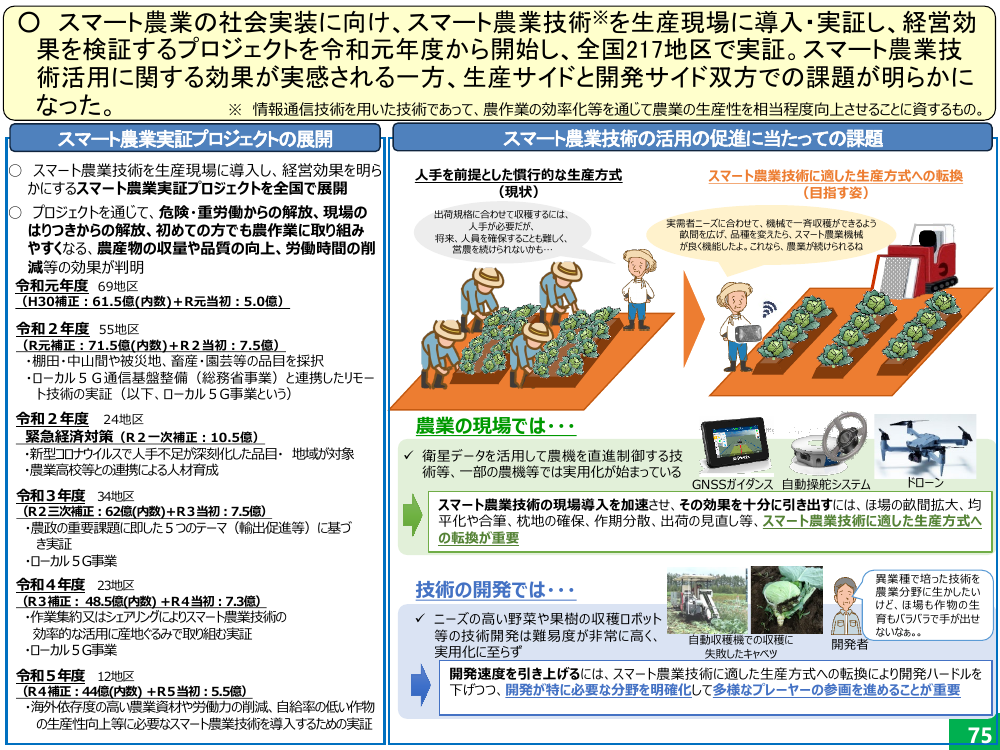 〇　スマート農業の社会実装に向け、スマート農業技術※を生産現場に導入・実証し、経営効
果を検証するプロジェクトを令和元年度から開始し、全国217地区で実証。スマート農業技
術活用に関する効果が実感される一方、生産サイドと開発サイド双方での課題が明らかに
なった。
※　情報通信技術を用いた技術であって、農作業の効率化等を通じて農業の生産性を相当程度向上させることに資するもの。
スマート農業実証プロジェクトの展開
○　スマート農業技術を生産現場に導入し、経営効果を明ら
かにするスマート農業実証プロジェクトを全国で展開
○　プロジェクトを通じて、危険・重労働からの解放、現場の
はりつきからの解放、初めての方でも農作業に取り組み
やすくなる、農産物の収量や品質の向上、労働時間の削
減等の効果が判明
令和元年度　69地区
（H30補正：61.5億(内数)＋R元当初：5.0億）
令和２年度　55地区
（R元補正：71.5億(内数)＋R２当初：7.5億）
・棚田・中山間や被災地、畜産・園芸等の品目を採択
・ローカル５Ｇ通信基盤整備（総務省事業）と連携したリモー
ト技術の実証（以下、ローカル５Ｇ事業という）
令和２年度　24地区
緊急経済対策（R２一次補正：10.5億）
・新型コロナウイルスで人手不足が深刻化した品目・地域が対象
・農業高校等との連携による人材育成
令和３年度　34地区
（R２三次補正：62億(内数)＋R３当初：7.5億）
・農政の重要課題に即した５つのテーマ（輸出促進等）に基づ
き実証
・ローカル５Ｇ事業
令和４年度　23地区
（R３補正：48.5億(内数) ＋R４当初：7.3億）
・作業集約又はシェアリングによりスマート農業技術の
効率的な活用に産地ぐるみで取り組む実証
・ローカル５Ｇ事業
令和５年度　12地区
（R４補正：44億(内数) ＋R５当初：5.5億）
・海外依存度の高い農業資材や労働力の削減、自給率の低い作物
の生産性向上等に必要なスマート農業技術を導入するための実証
スマート農業技術の活用の促進に当たっての課題
人手を前提とした慣行的な生産方式
（現状）
出荷規格に合わせて収穫するには、
人手が必要だが、
将来、人員を確保することも難しく、
営農を続けられないかも…
スマート農業技術に適した生産方式への転換
（目指す姿）
実需者ニーズに合わせて、機械で一斉収穫ができるよう
畝間を広げ、品種を変えたら、スマート農業機械
が良く機能したよ。これなら、農業が続けられるね
農業の現場では・・・
✓ 衛星データを活用して農機を直進制御する技
術等、一部の農機等では実用化が始まっている
GNSSガイダンス
自動操舵システム
ドローン
スマート農業技術の現場導入を加速させ、その効果を十分に引き出すには、ほ場の畝間拡大、均
平化や合筆、枕地の確保、作期分散、出荷の見直し等、スマート農業技術に適した生産方式へ
の転換が重要
技術の開発では・・・
✓ ニーズの高い野菜や果樹の収穫ロボット
等の技術開発は難易度が非常に高く、
実用化に至らず
自動収穫機での収穫に
失敗したキャベツ
開発者
異業種で培った技術を
農業分野に生かしたい
けど、ほ場も作物の生
育もバラバラで手が出せ
ないなぁ。。
開発速度を引き上げるには、スマート農業技術に適した生産方式への転換により開発ハードルを
下げつつ、開発が特に必要な分野を明確化して多様なプレーヤーの参画を進めることが重要
75